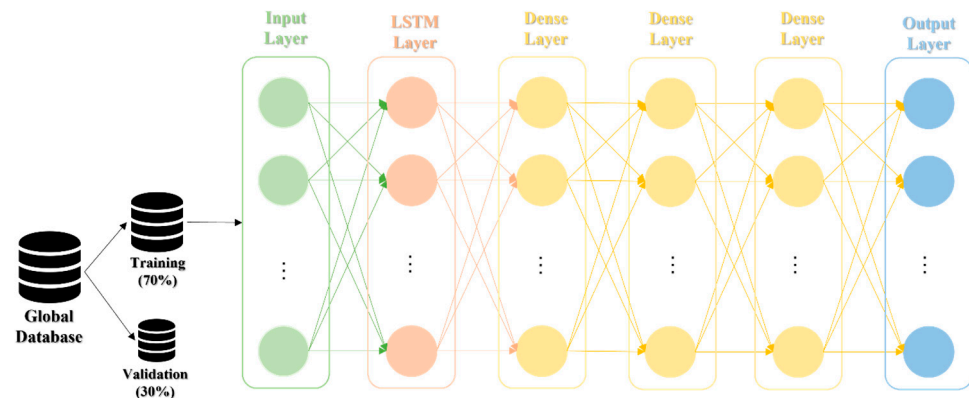 Input
Layer
LSTM
Layer
Dense
Layer
Dense
Layer
Dense
Layer
Output
Layer
Global
Database
Training
(70%)
Validation
(30%)